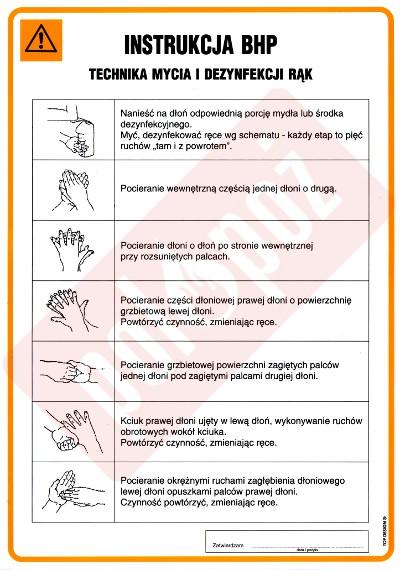 INSTRUKCJA BHP
TECHNIKA MYCIA I DEZYNFEKCJI RĄK
Nanieść na dłoń odpowiednią porcję mydła lub środka
dezynfekcyjnego.
Myć, dezynfekować ręce wg schematu - każdy etap to pięć
ruchów „tam i z powrotem”.
Pocieranie wewnętrzną częścią jednej dłoni o drugą.
Pocieranie dłoni o dłoń po stronie wewnętrznej
przy rozsuniętych palcach.
Pocieranie części dłoniowej prawej dłoni o powierzchnię
grzbietową lewej dłoni.
Powtórzyć czynność, zmieniając ręce.
Pocieranie grzbietowej powierzchni zagiętych palców
jednej dłoni pod zagiętymi palcami drugiej dłoni.
Kciuk prawej dłoni ujęty w lewą dłoń, wykonywanie ruchów
obrotowych wokół kciuka.
Powtórzyć czynność, zmieniając ręce.
Pocieranie okrężnymi ruchami zagłębienia dłoniowego
lewej dłoni opuszkami palców prawej dłoni.
Czynność powtórzyć, zmieniając ręce.
Zatwierdzam
data i podpis
TOP DESIGN ®